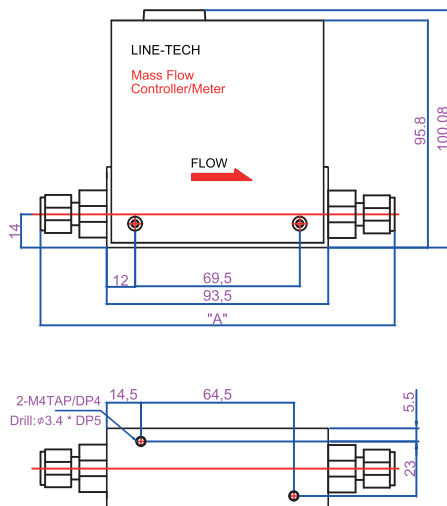 LINE-TECH
Mass Flow
Controller/Meter
FLOW
95.8
100.08
14
12
69,5
93,5
"A"
2-M4TAP/DP4
Drill:ø3.4 * DP5
14,5
64,5
5.5
23